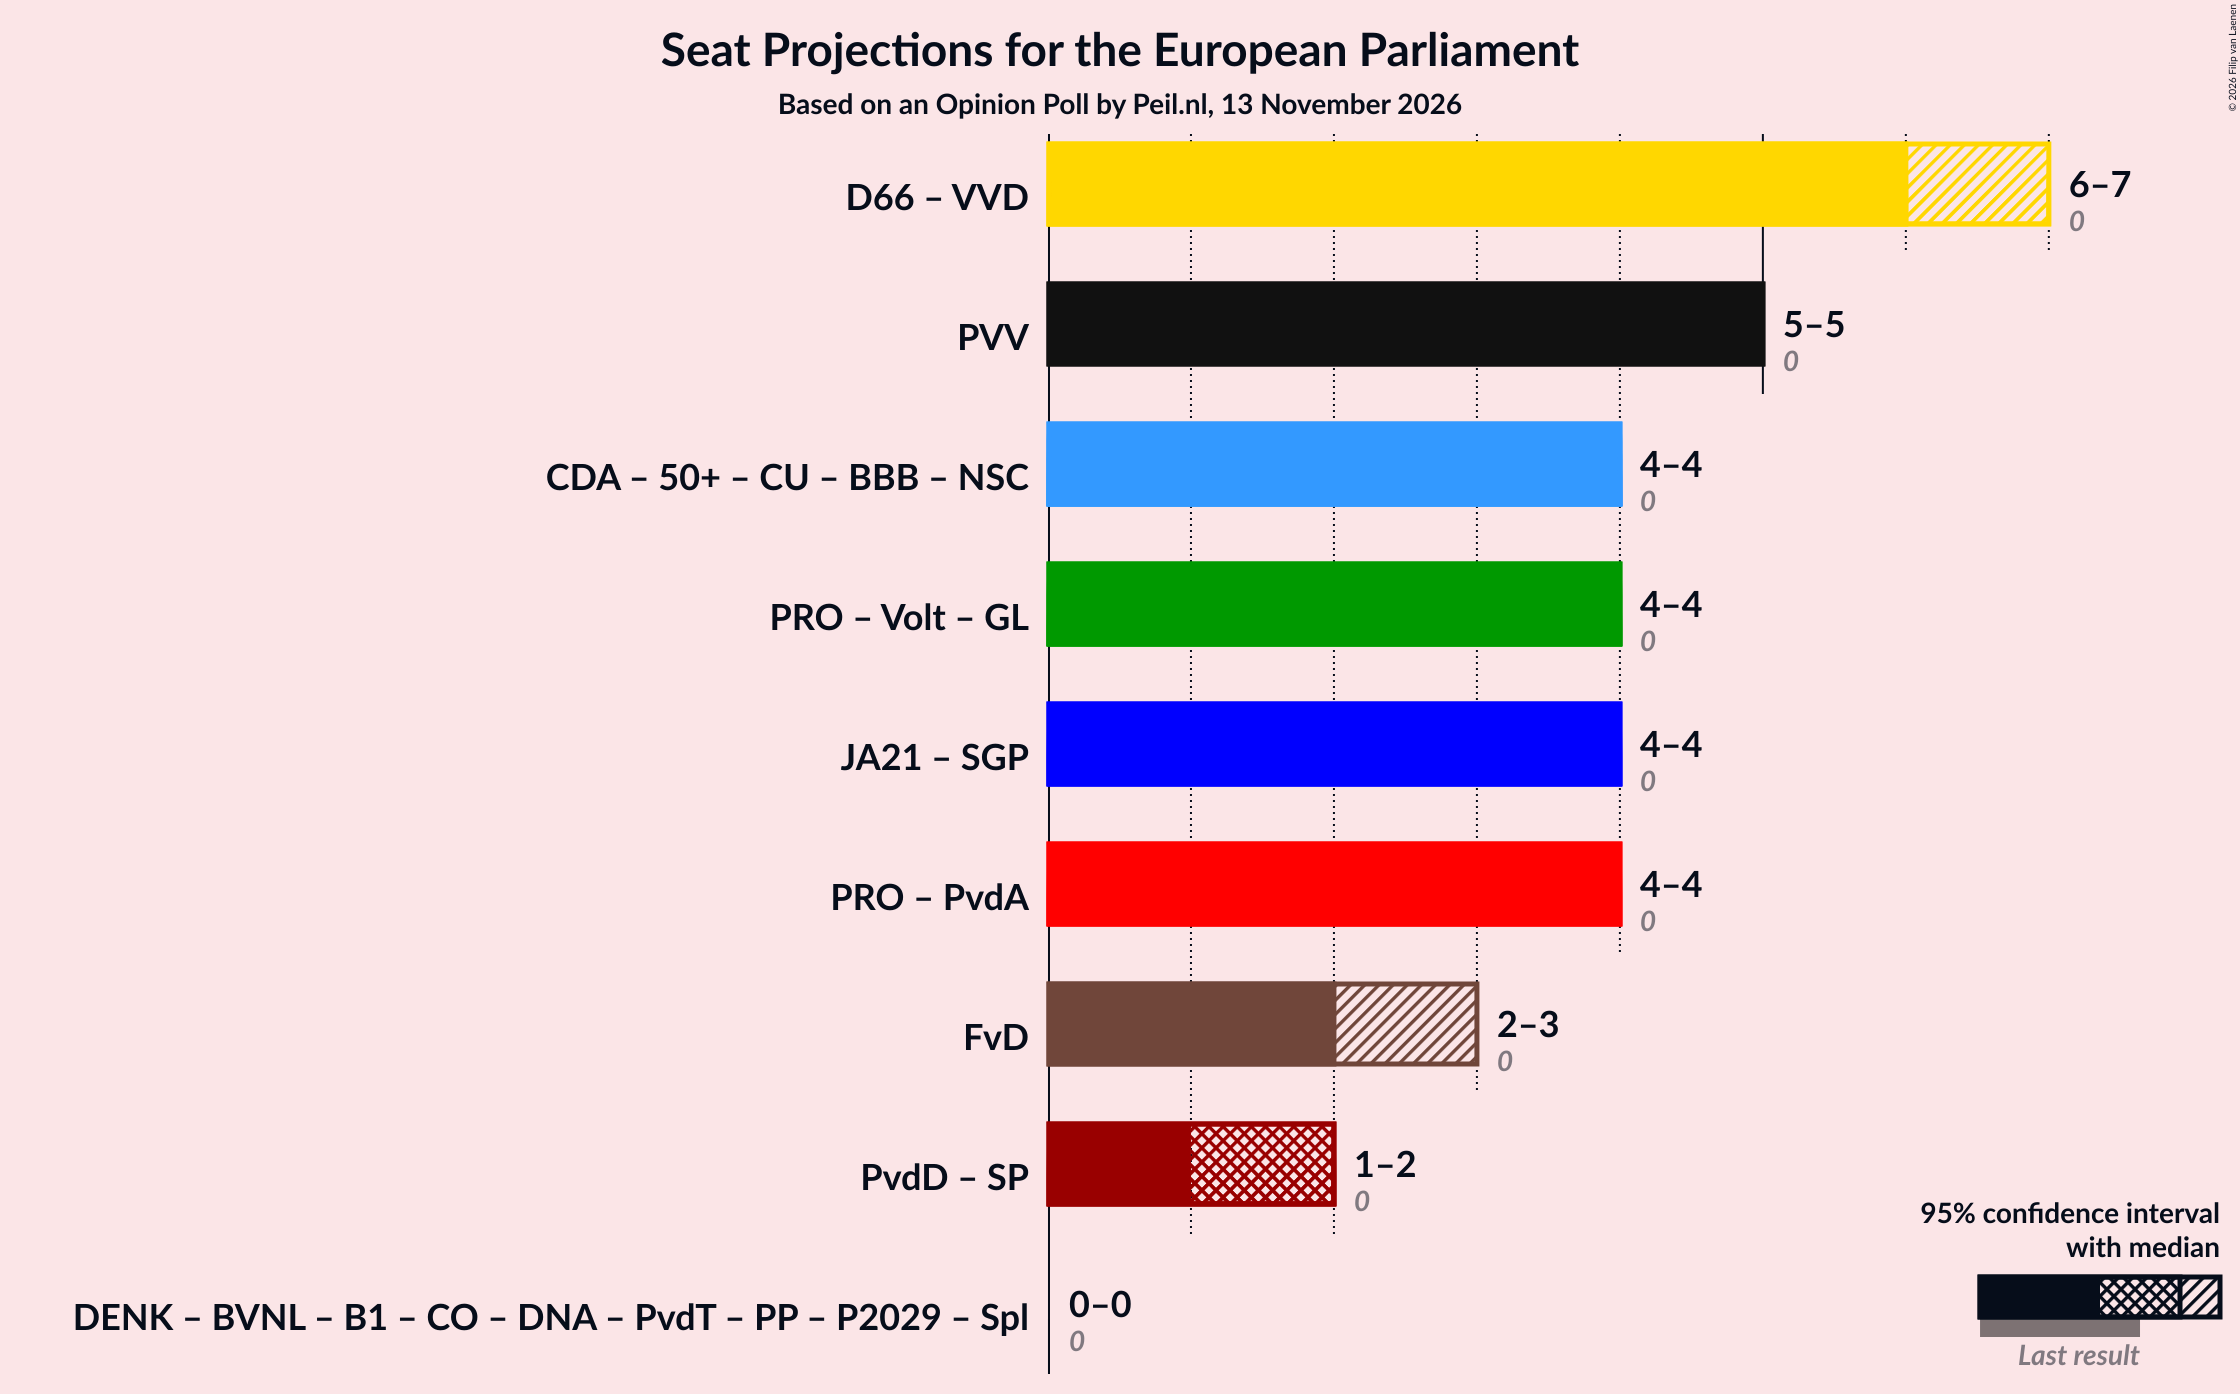 Seat Projections for the European Parliament
Based on an Opinion Poll by Peil.nl, 13 November 2026
© 2026 Filip van Laenen
D66 – VVD
6–7
0
PVV
5–5
0
CDA – 50+ – CU – BBB – NSC
4–4
0
PRO – Volt – GL
4–4
0
JA21 – SGP
4–4
0
PRO – PvdA
4–4
0
FvD
2–3
0
PvdD – SP
1–2
0
DENK – BVNL – B1 – CO – DNA – PvdT – PP – P2029 – Spl
0–0
0
95% confidence interval
with median
Last result